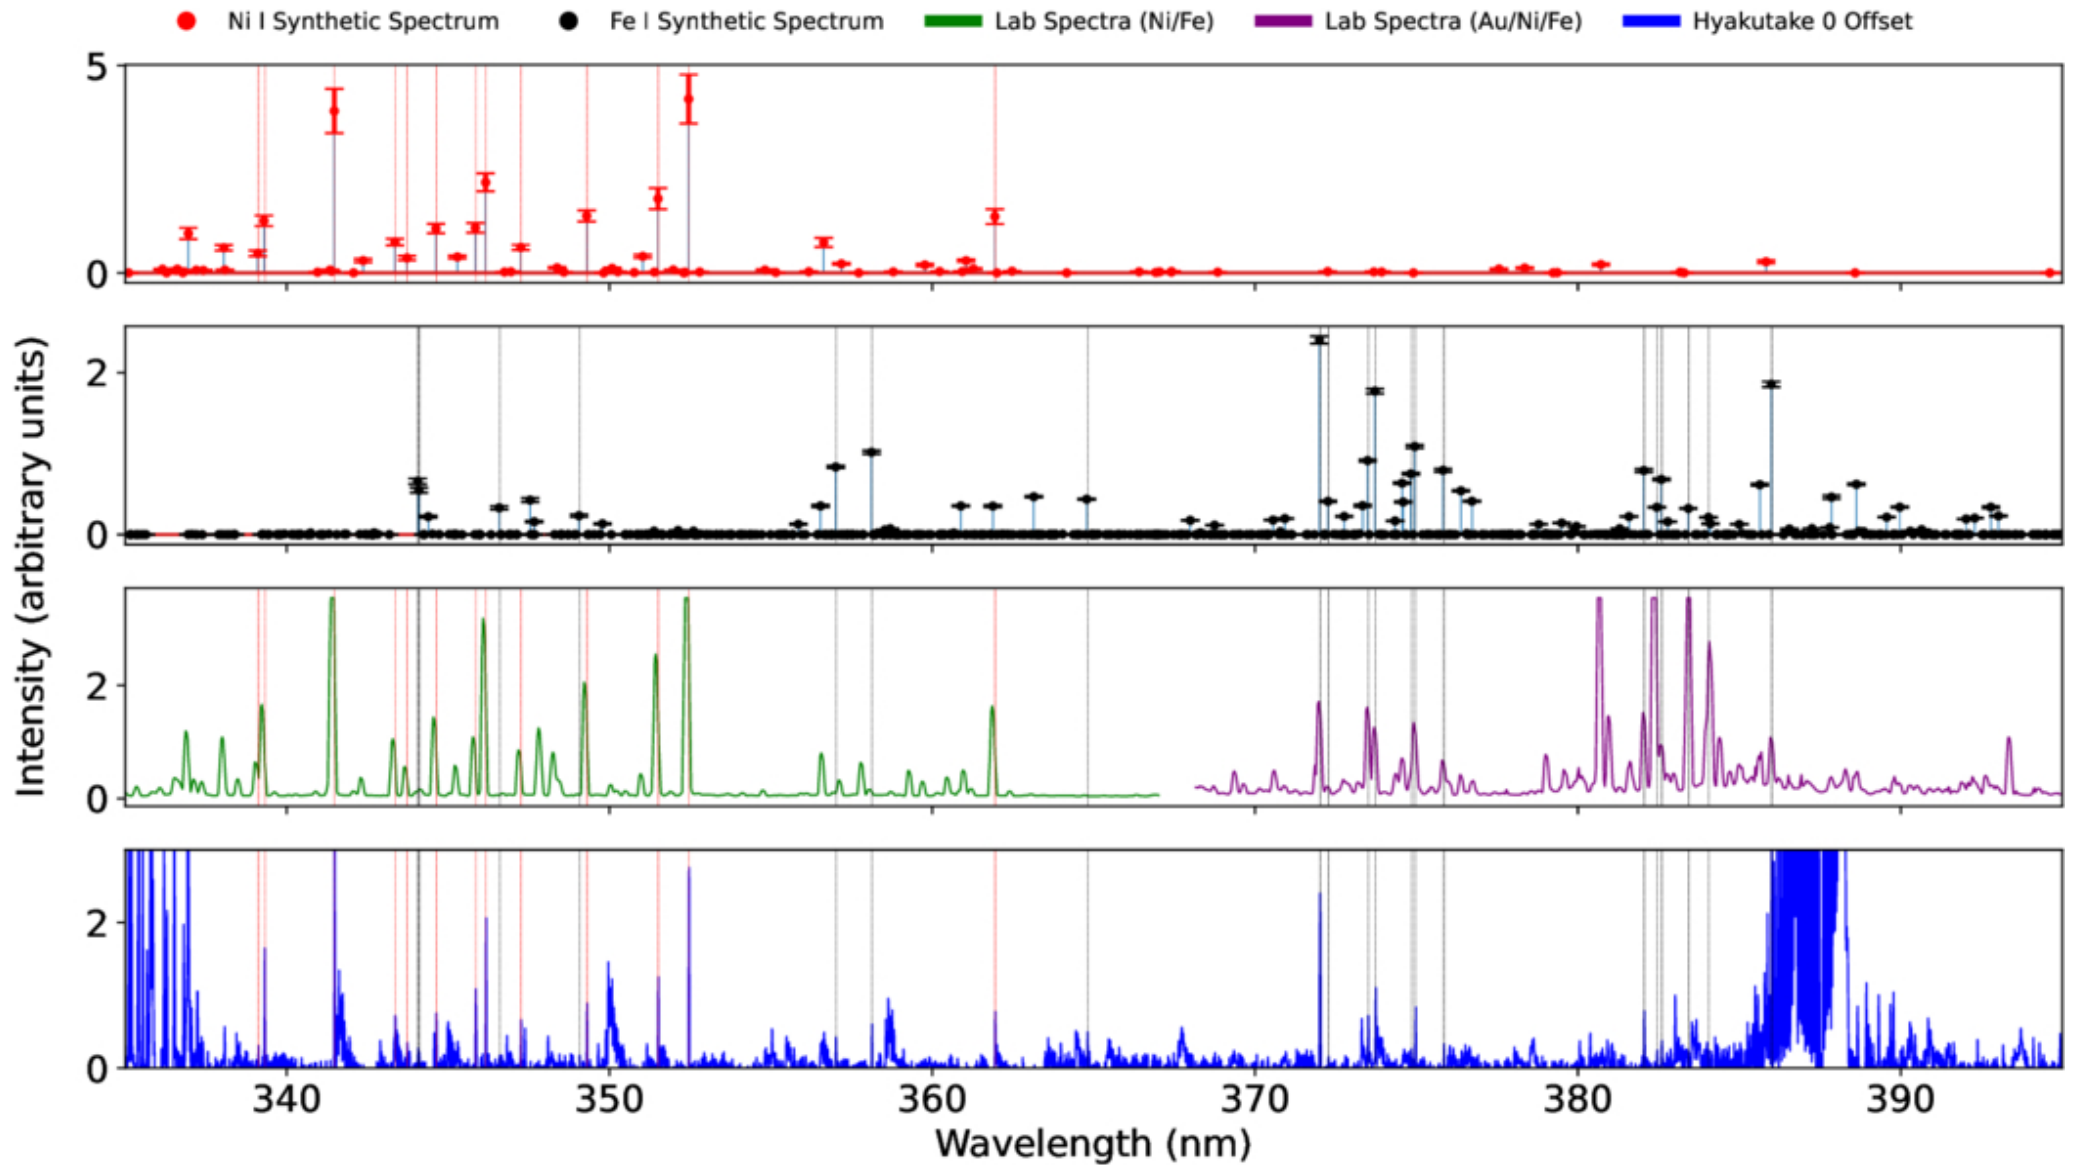 Ni I Synthetic Spectrum Fe I Synthetic Spectrum Lab Spectra (Ni/Fe) Lab Spectra (Au/Ni/Fe) Hyakutake 0 Offset
5
0
2
0
2
0
2
0
Intensity (arbitrary units)
340 350 360 370 380 390
Wavelength (nm)